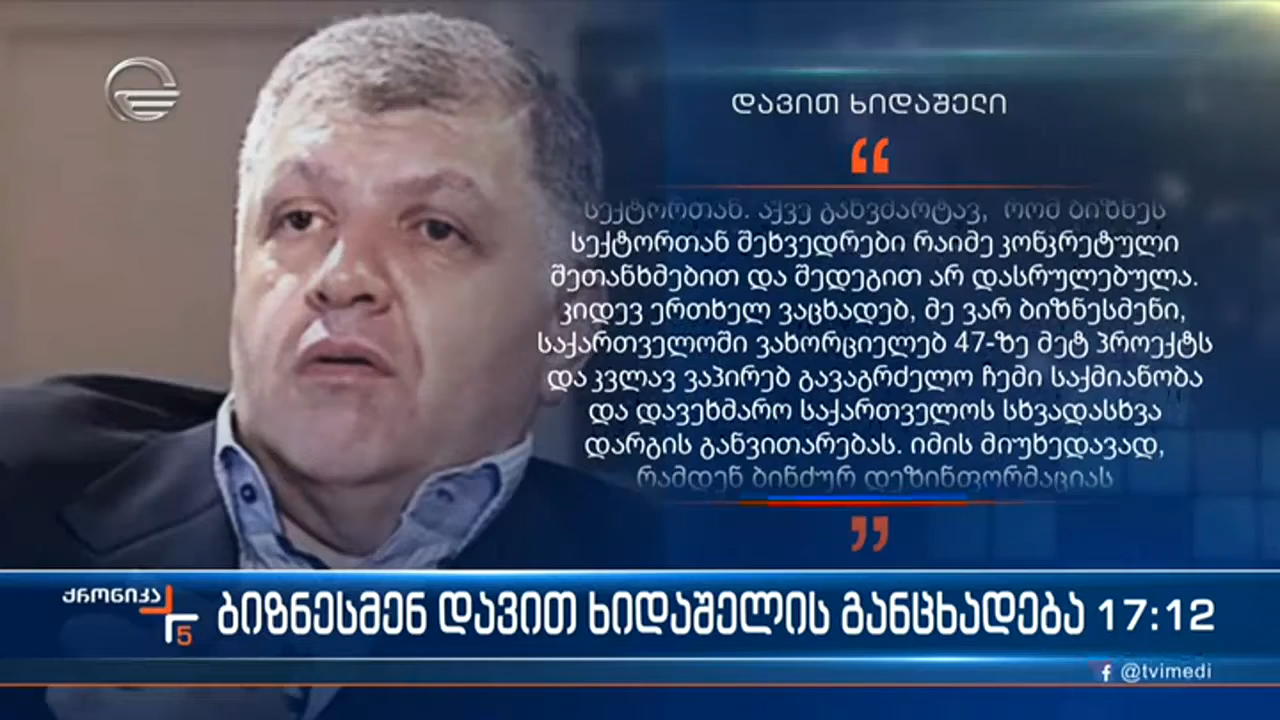 დავით ხიდაშელი
“
სექტორთან. აქვე განვმარტავ, რომ ბიზნეს
სექტორთან შეხვედრები რაიმე კონკრეტული
შეთანხმებით და შედეგით არ დასრულებულა.
კიდევ ერთხელ ვაცხადებ, მე ვარ ბიზნესმენი,
საქართველოში ვახორციელებ 47-ზე მეტ პროექტს
და კვლავ ვაპირებ გავაგრძელო ჩემი საქმიანობა
და დავეხმარო საქართველოს სხვადასხვა
დარგის განვითარებას. იმის მიუხედავად,
რამდენ ბინძურ დეზინფორმაციას
”
ქრონიკა 5
ბიზნესმენ დავით ხიდაშელის განცხადება 17:12
f @tvimedi